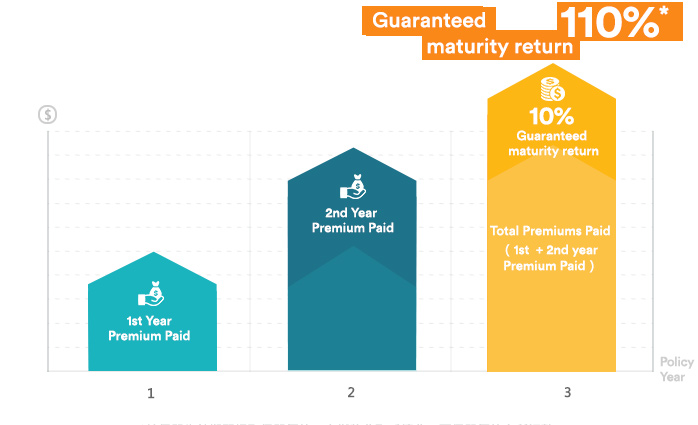 Guaranteed
maturity return
110%*
10%
Guaranteed
maturity return
2nd Year
Premium Paid
Total Premiums Paid
( 1st + 2nd year
Premium Paid )
1st Year
Premium Paid
Policy
Year
1
2
3